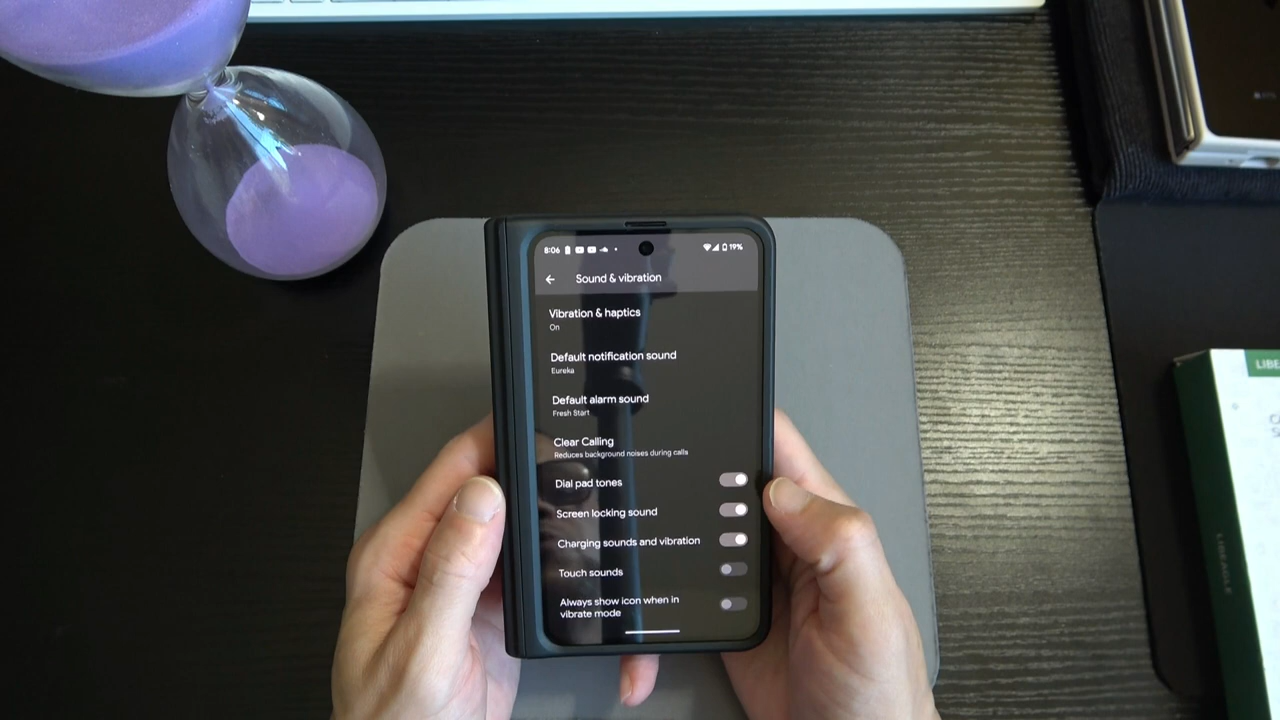 8:06
19%
Sound & vibration
Vibration & haptics
On
Default notification sound
Eureka
Default alarm sound
Fresh Start
Clear Calling
Reduces background noises during calls
Dial pad tones
Screen locking sound
Charging sounds and vibration
Touch sounds
Always show icon when in
vibrate mode
LIBE
LIBEAGLE